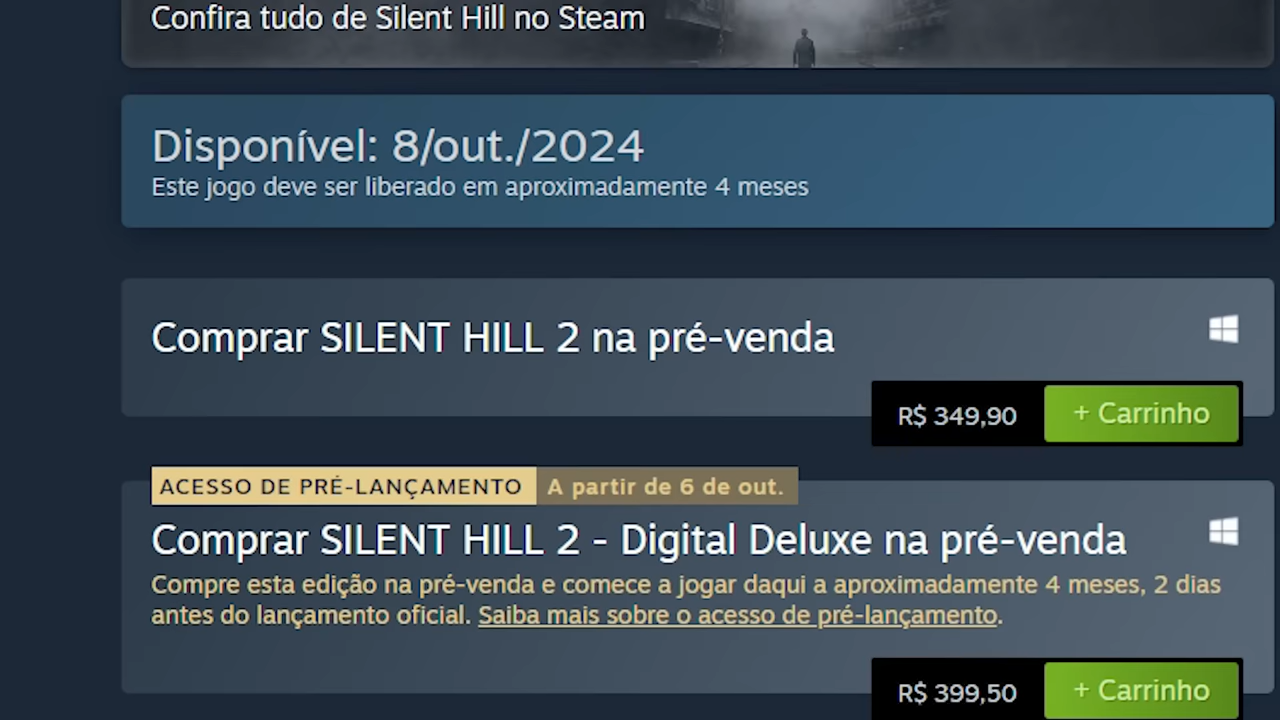 Confira tudo de Silent Hill no Steam
Disponível: 8/out./2024
Este jogo deve ser liberado em aproximadamente 4 meses
Comprar SILENT HILL 2 na pré-venda
R$ 349,90
+ Carrinho
ACESSO DE PRÉ-LANÇAMENTO A partir de 6 de out.
Comprar SILENT HILL 2 - Digital Deluxe na pré-venda
Compre esta edição na pré-venda e comece a jogar daqui a aproximadamente 4 meses, 2 dias
antes do lançamento oficial. Saiba mais sobre o acesso de pré-lançamento.
R$ 399,50
+ Carrinho